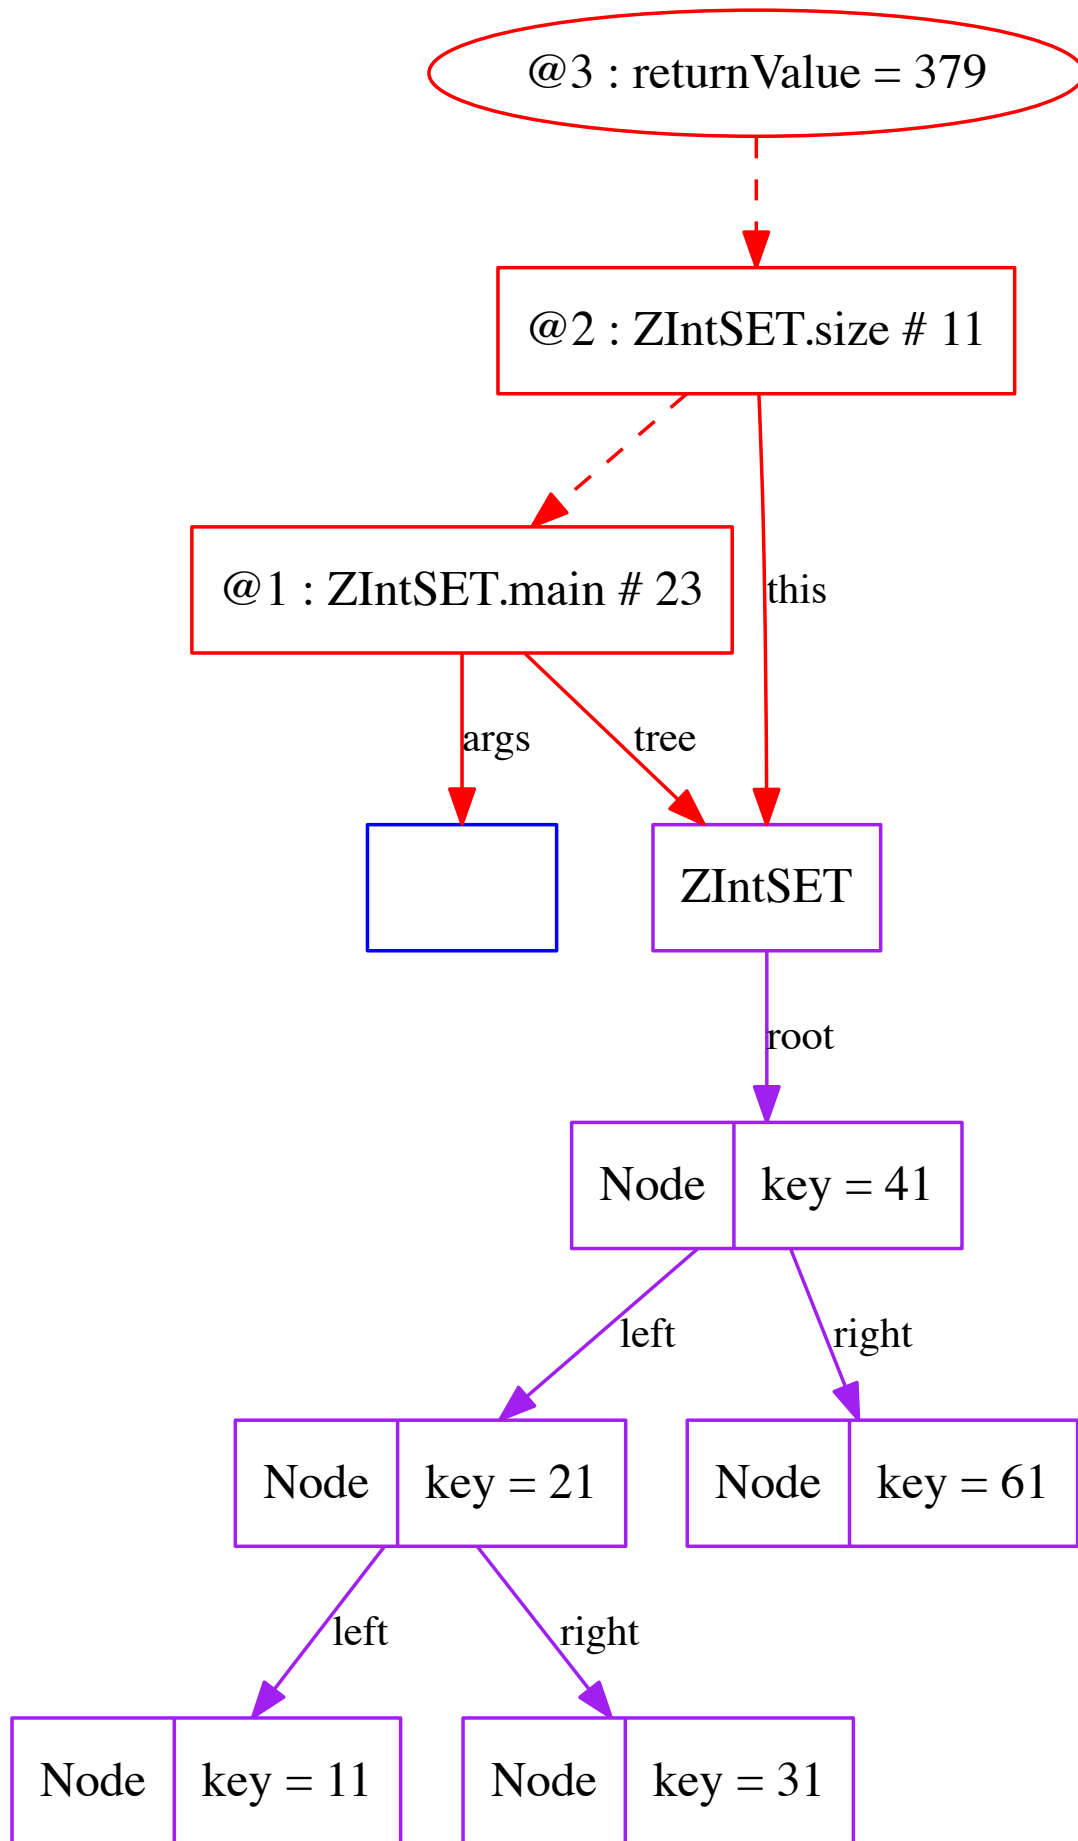 @3 : returnValue = 379
@2 : ZIntSET.size # 11
@1 : ZIntSET.main # 23
this
args
tree
ZIntSET
root
Node key = 41
left
right
Node key = 21
Node key = 61
left
right
Node key = 11
Node key = 31